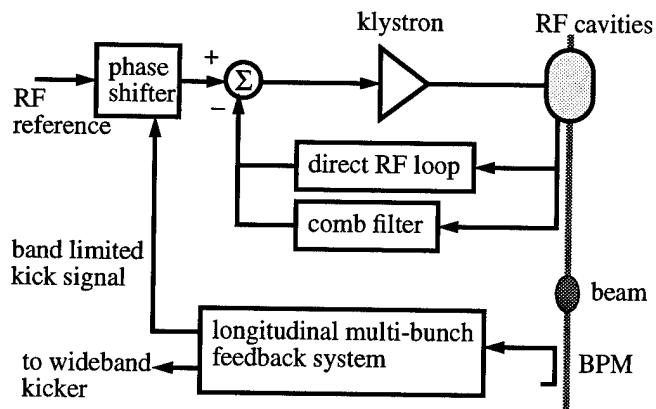 klystron
RF cavities
phase
shifter
+
Σ
−
RF
reference
direct RF loop
comb filter
band limited
kick signal
beam
longitudinal multi-bunch
feedback system
to wideband
kicker
BPM